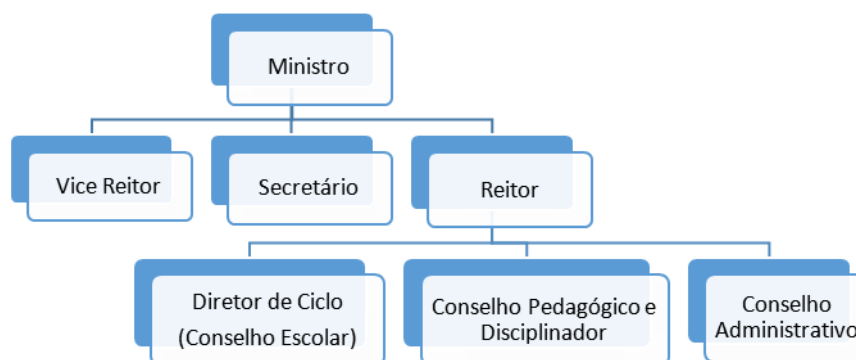 Ministro
Vice Reitor
Secretário
Reitor
Diretor de Ciclo
(Conselho Escolar)
Conselho Pedagógico e
Disciplinador
Conselho
Administrativo